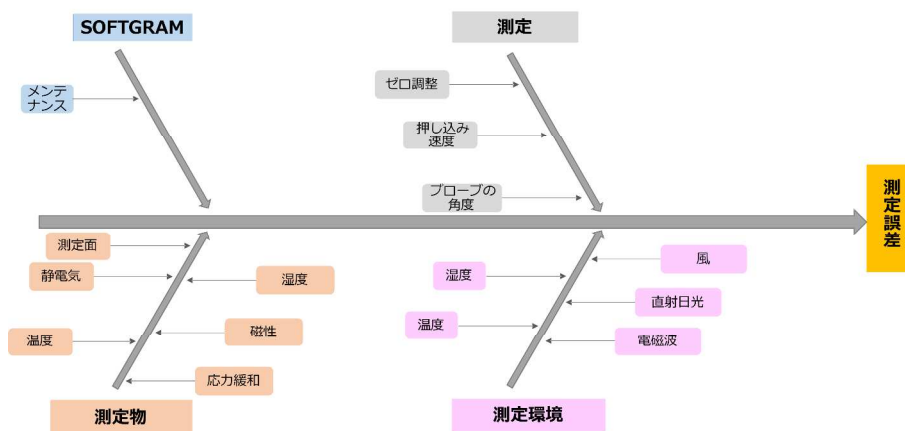 SOFTGRAM
メンテ
ナンス
測定
ゼロ調整
押し込み
速度
プローブの
角度
測定誤差
測定面
静電気
湿度
温度
磁性
応力緩和
測定物
風
湿度
直射日光
温度
電磁波
測定環境